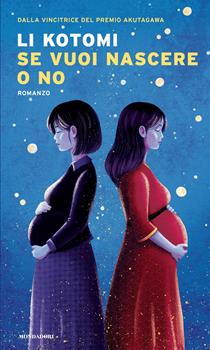 DALLA VINCITRICE DEL PREMIO AKUTAGAWA
LI KOTOMI
SE VUOI NASCERE
O NO
ROMANZO
MONDADORI